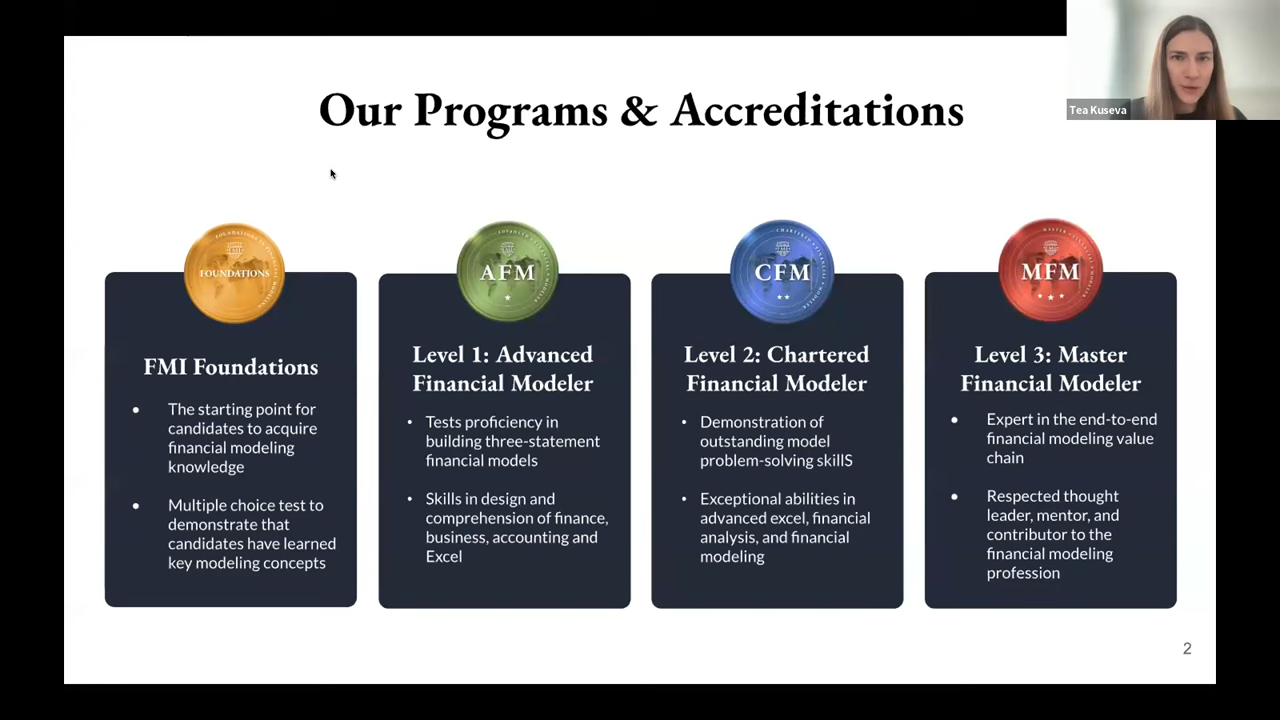 Our Programs & Accreditations
Tea Kuseva
FOUNDATIONS
FMI Foundations
• The starting point for
candidates to acquire
financial modeling
knowledge
• Multiple choice test to
demonstrate that
candidates have learned
key modeling concepts
AFM
Level 1: Advanced
Financial Modeler
• Tests proficiency in
building three-statement
financial models
• Skills in design and
comprehension of finance,
business, accounting and
Excel
CFM
Level 2: Chartered
Financial Modeler
• Demonstration of
outstanding model
problem-solving skillS
• Exceptional abilities in
advanced excel, financial
analysis, and financial
modeling
MFM
Level 3: Master
Financial Modeler
• Expert in the end-to-end
financial modeling value
chain
• Respected thought
leader, mentor, and
contributor to the
financial modeling
profession
2